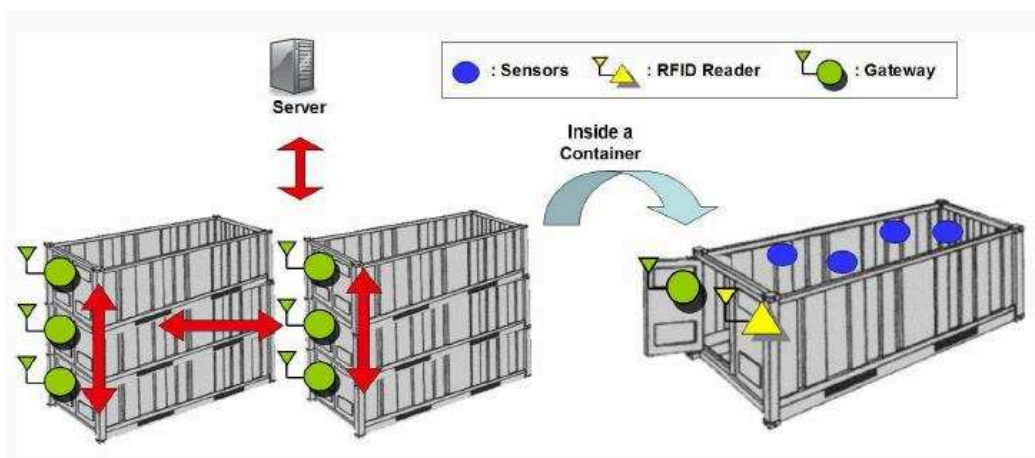 : Sensors : RFID Reader : Gateway
Server
Inside a
Container